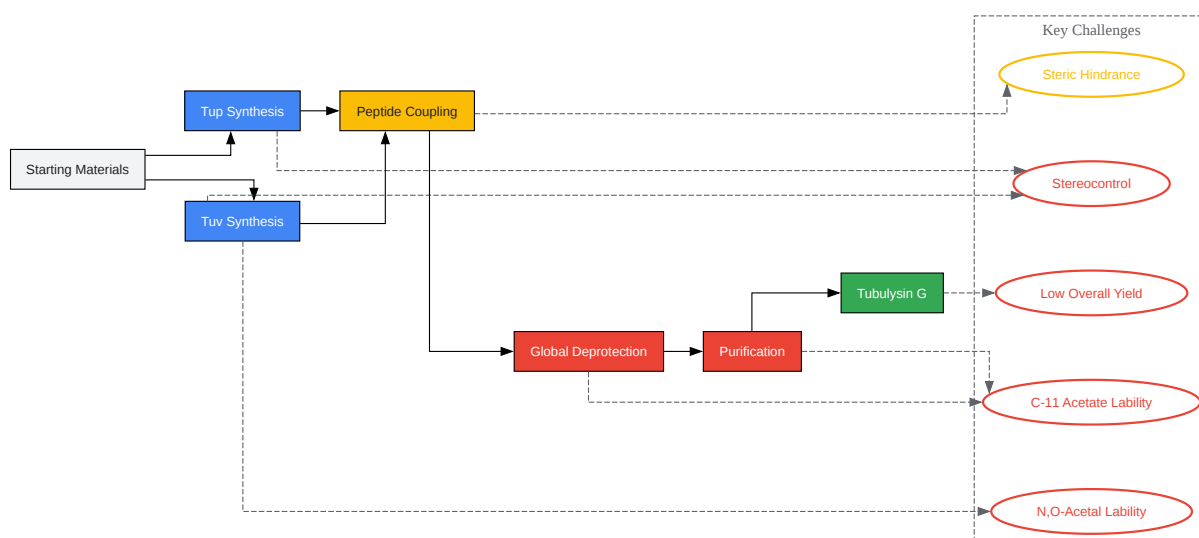 Key Challenges
Steric Hindrance
Tup Synthesis
Peptide Coupling
Starting Materials
Stereocontrol
Tuv Synthesis
Tubulysin G
Low Overall Yield
Global Deprotection
Purification
C-11 Acetate Lability
N,O-Acetal Lability